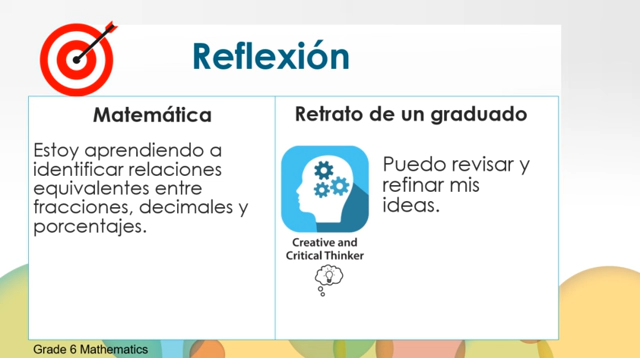 Reflexión
Matemática
Estoy aprendiendo a
identificar relaciones
equivalentes entre
fracciones, decimales y
porcentajes.
Retrato de un graduado
Puedo revisar y
refinar mis
ideas.
Creative and
Critical Thinker
Grade 6 Mathematics